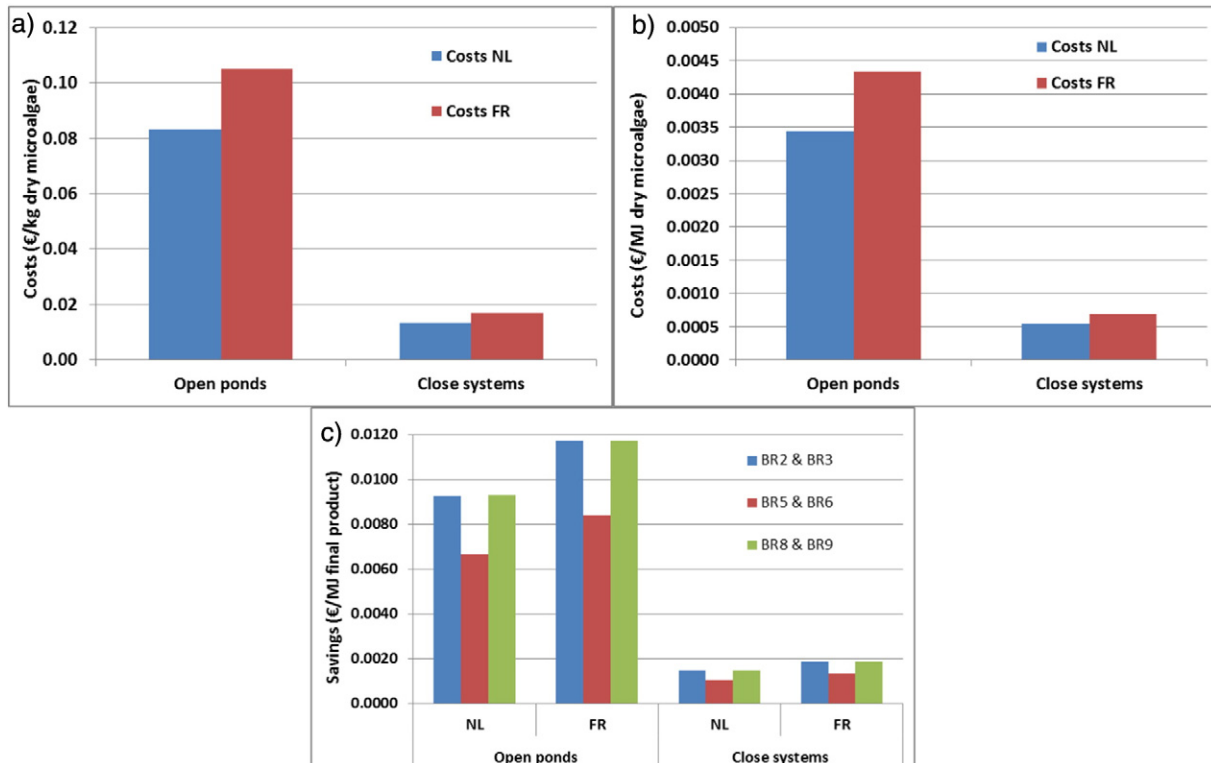 a)
Costs (€/kg dry microalgae)
0.12
0.10
0.08
0.06
0.04
0.02
0.00
Costs NL
Costs FR
Open ponds Close systems
b)
Costs (€/MJ dry microalgae)
0.0050
0.0045
0.0040
0.0035
0.0030
0.0025
0.0020
0.0015
0.0010
0.0005
0.0000
Costs NL
Costs FR
Open ponds Close systems
c)
Savings (€/MJ final product)
0.0120
0.0100
0.0080
0.0060
0.0040
0.0020
0.0000
BR2 & BR3
BR5 & BR6
BR8 & BR9
NL FR NL FR
Open ponds Close systems